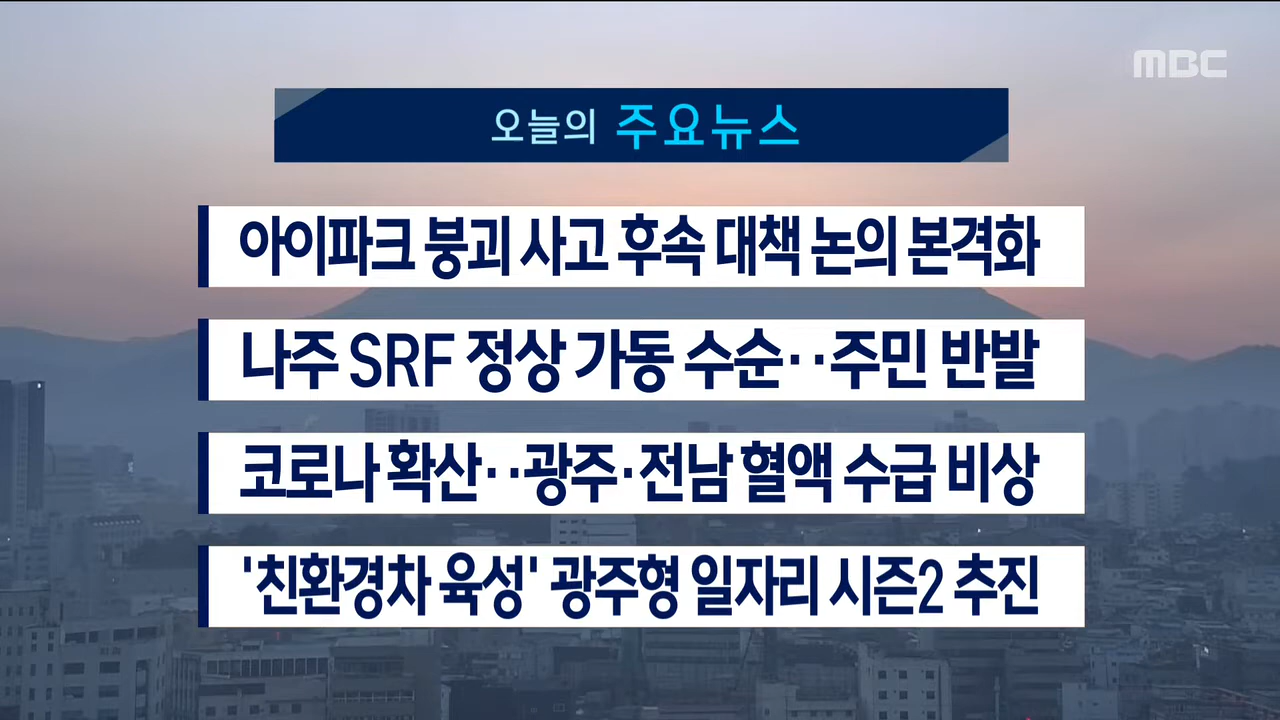 MBC
오늘의 주요뉴스
아이파크 붕괴 사고 후속 대책 논의 본격화
나주 SRF 정상 가동 수순‥주민 반발
코로나 확산‥광주·전남 혈액 수급 비상
'친환경차 육성' 광주형 일자리 시즌2 추진